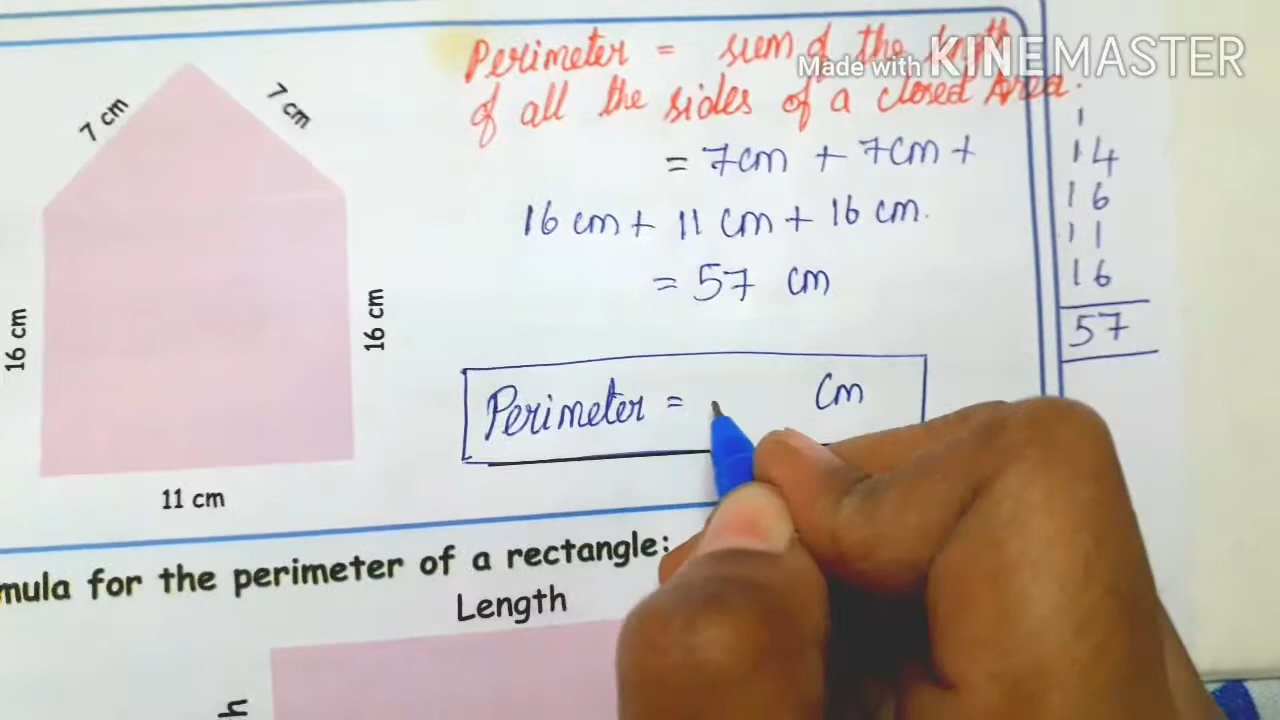 Perimeter = sum of the length
of all the sides of a closed Area.
Made with KINEMASTER
7 cm
7 cm
= 7cm + 7cm +
16 cm + 11 cm + 16 cm.
= 57 cm
1
14
16
11
16
57
16 cm
16 cm
Perimeter = cm
11 cm
mula for the perimeter of a rectangle:
Length